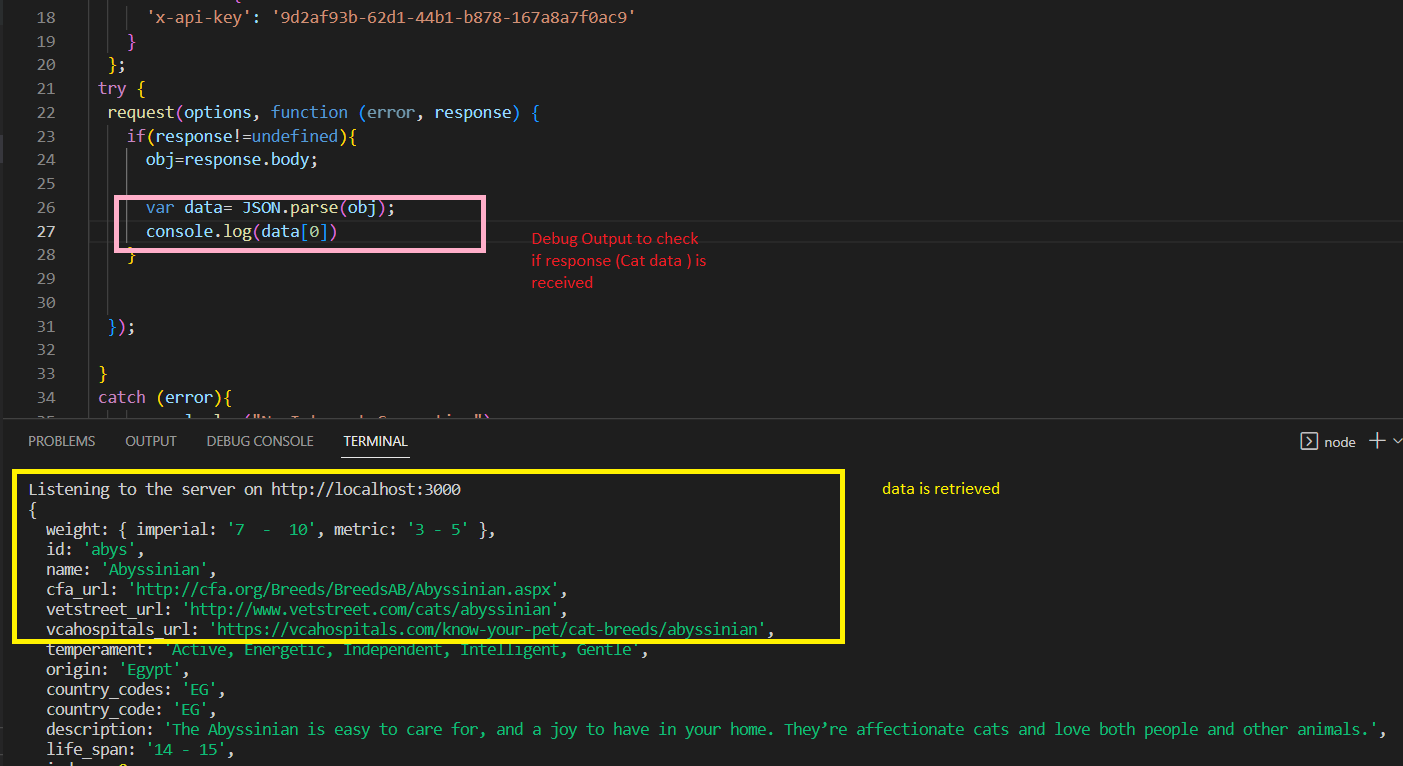 18 'x-api-key': '9d2af93b-62d1-44b1-b878-167a8a7f0ac9'
19 }
20 };
21 try {
22 request(options, function (error, response) {
23 if(response!=undefined){
24 obj=response.body;
25
26 var data= JSON.parse(obj);
27 console.log(data[0])
Debug Output to check
if response (Cat data ) is
received
28 }
29
30
31 });
32
33 }
34 catch (error){
PROBLEMS OUTPUT DEBUG CONSOLE TERMINAL node
Listening to the server on http://localhost:3000
data is retrieved
{
weight: { imperial: '7  -  10', metric: '3 - 5' },
id: 'abys',
name: 'Abyssinian',
cfa_url: 'http://cfa.org/Breeds/BreedsAB/Abyssinian.aspx',
vetstreet_url: 'http://www.vetstreet.com/cats/abyssinian',
vcahospitals_url: 'https://vcahospitals.com/know-your-pet/cat-breeds/abyssinian',
temperament: 'Active, Energetic, Independent, Intelligent, Gentle',
origin: 'Egypt',
country_codes: 'EG',
country_code: 'EG',
description: 'The Abyssinian is easy to care for, and a joy to have in your home. They’re affectionate cats and love both people and other animals.',
life_span: '14 - 15',